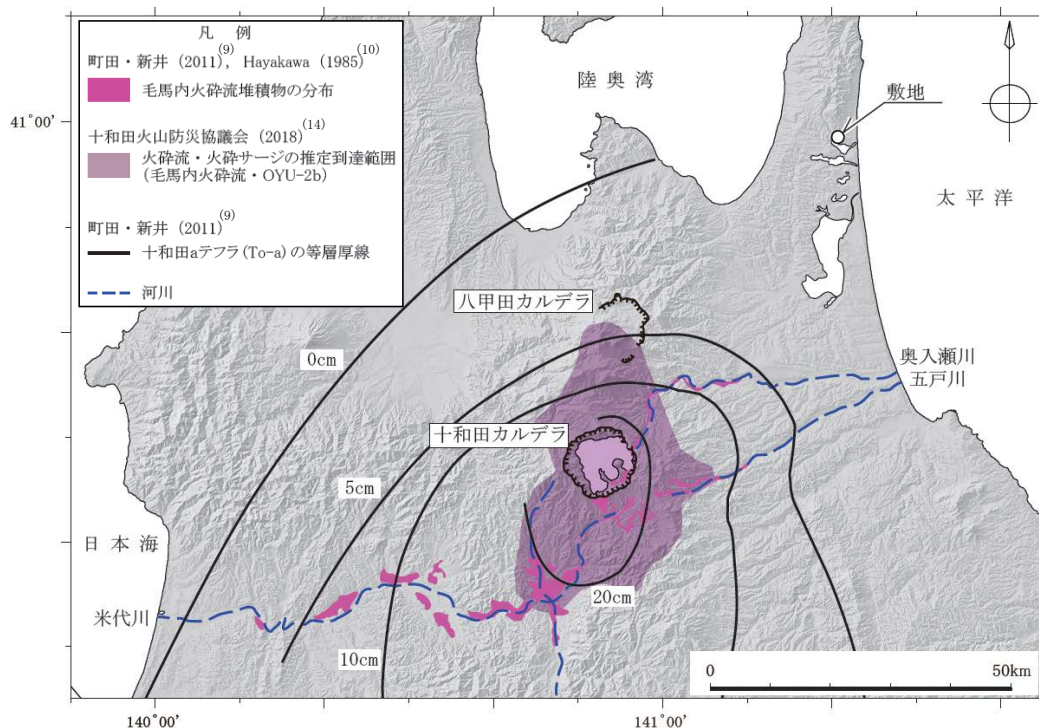 凡 例
町田・新井 (2011)(9), Hayakawa (1985)(10)
毛馬内火砕流堆積物の分布
十和田火山防災協議会 (2018)(14)
火砕流・火砕サージの推定到達範囲
(毛馬内火砕流・OYU-2b)
町田・新井 (2011)(9)
十和田aテフラ(To-a)の等層厚線
河川
陸奥湾
敷地
41°00′
太平洋
八甲田カルデラ
0cm
奥入瀬川
五戸川
十和田カルデラ
5cm
日本海
20cm
米代川
10cm
0
50km
140°00′
141°00′